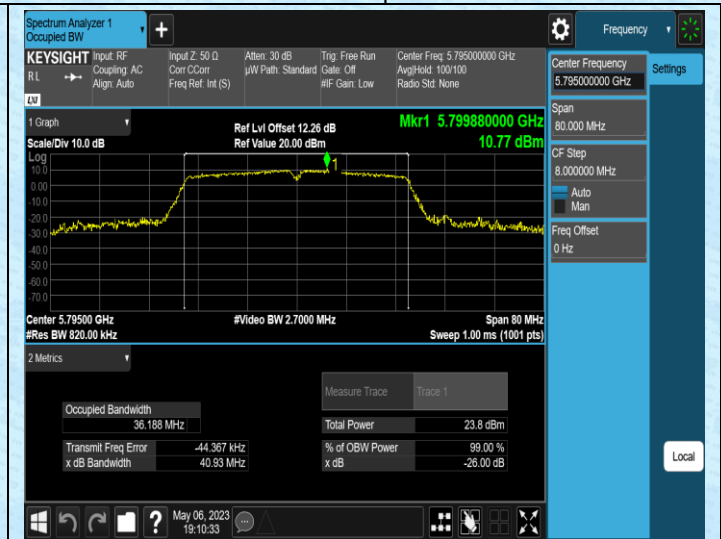 Spectrum Analyzer 1
Occupied BW
+
Frequency
KEYSIGHT
R L
LXI
Input: RF
Coupling: AC
Align: Auto
Input Z: 50 Ω
Corr CCorr
Freq Ref: Int (S)
Atten: 30 dB
µW Path: Standard
Trig: Free Run
Gate: Off
#IF Gain: Low
Center Freq: 5.795000000 GHz
Avg|Hold: 100/100
Radio Std: None
Center Frequency
5.795000000 GHz
Settings
Span
80.000 MHz
CF Step
8.000000 MHz
Auto
Man
Freq Offset
0 Hz
Local
1 Graph
Scale/Div 10.0 dB
Ref Lvl Offset 12.26 dB
Ref Value 20.00 dBm
Mkr1 5.799880000 GHz
10.77 dBm
Log
10.0
0.00
-10.0
-20.0
-30.0
-40.0
-50.0
-60.0
-70.0
1
Center 5.79500 GHz
#Res BW 820.00 kHz
#Video BW 2.7000 MHz
Span 80 MHz
Sweep 1.00 ms (1001 pts)
2 Metrics
Measure Trace Trace 1
Occupied Bandwidth
36.188 MHz
Total Power 23.8 dBm
Transmit Freq Error -44.367 kHz
% of OBW Power 99.00 %
x dB Bandwidth 40.93 MHz
x dB -26.00 dB
?
May 06, 2023
19:10:33